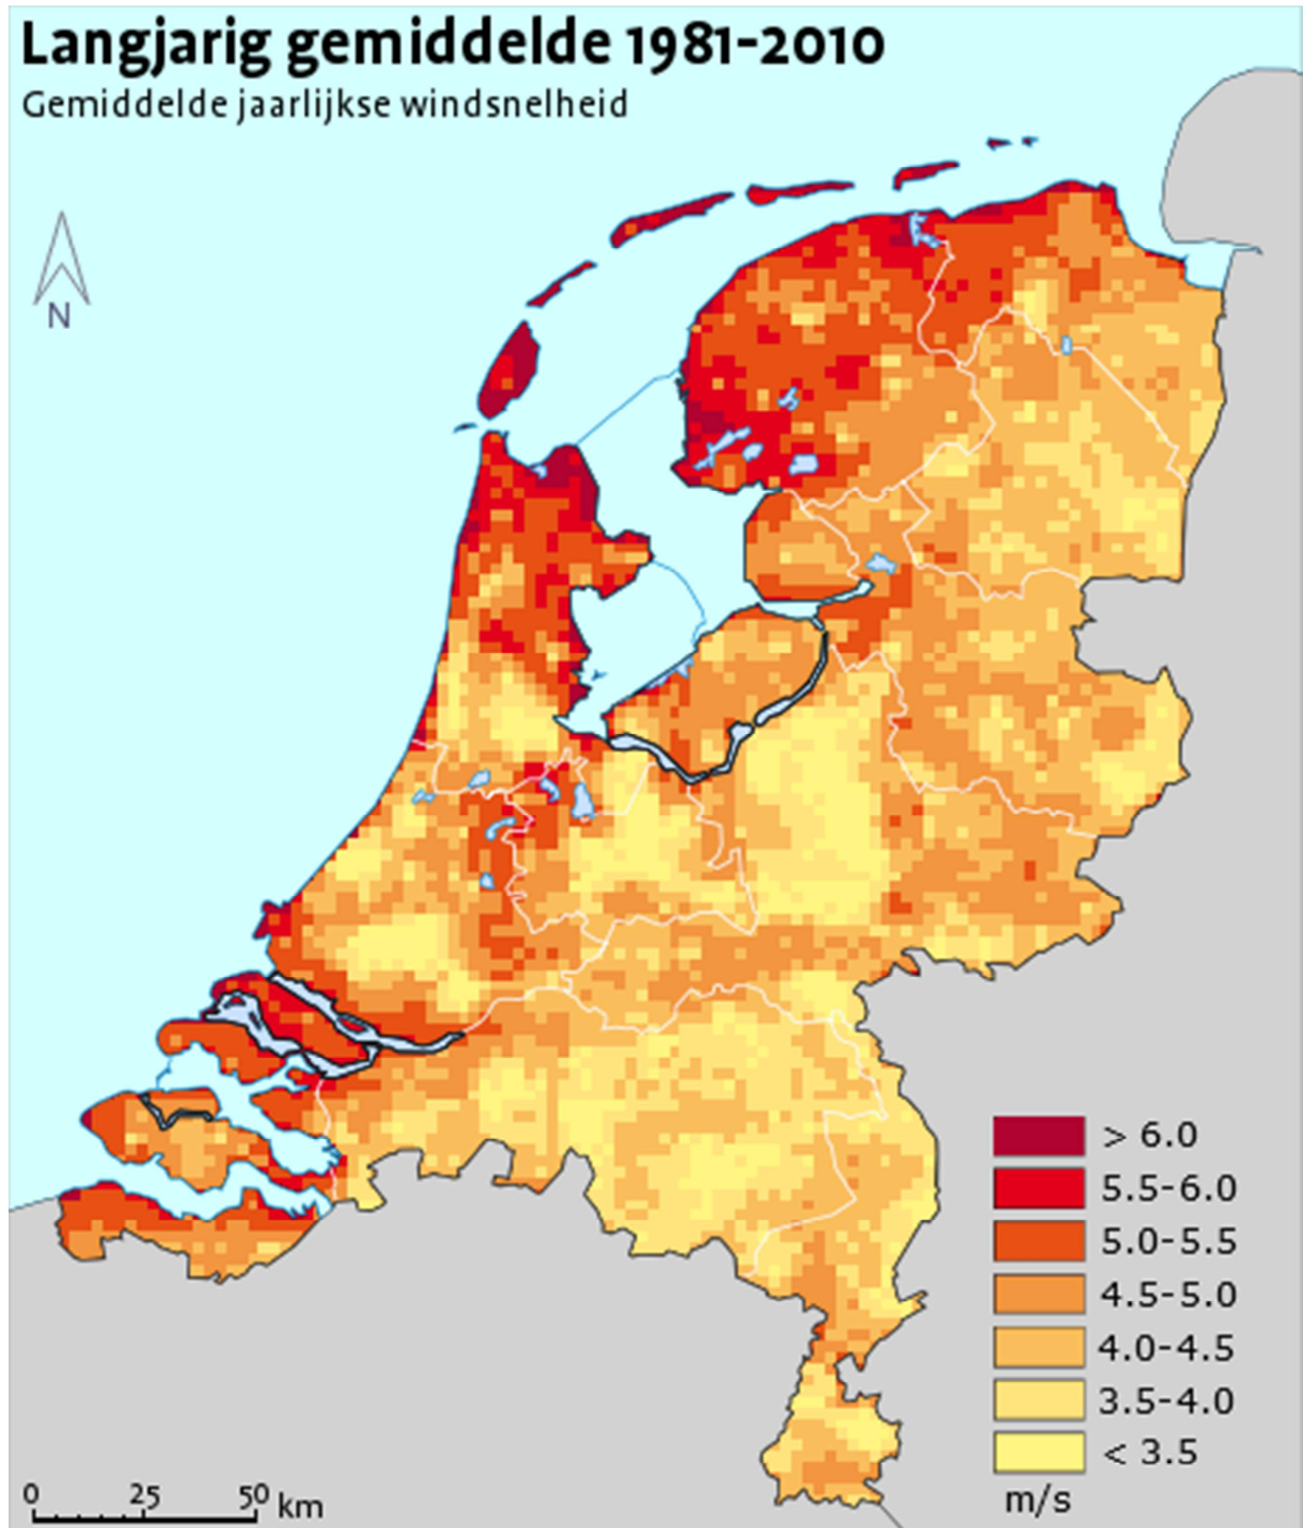 Langjarig gemiddelde 1981-2010
Gemiddelde jaarlijkse windsnelheid
N
> 6.0
5.5-6.0
5.0-5.5
4.5-5.0
4.0-4.5
3.5-4.0
< 3.5
m/s
0 25 50 km